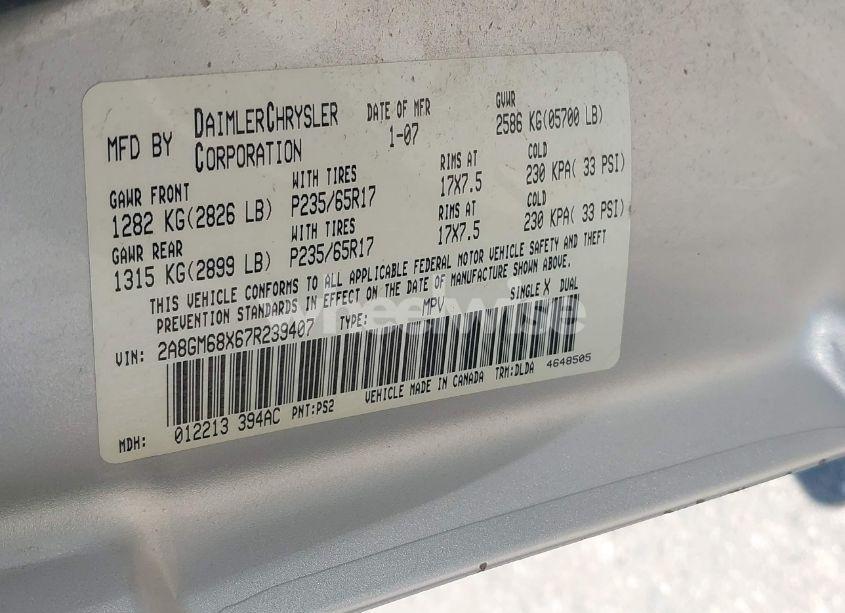 MFD BY DAIMLERCHRYSLER CORPORATION
DATE OF MFR 1-07
GVWR 2586 KG(05700 LB)
GAWR FRONT WITH TIRES RIMS AT COLD
1282 KG(2826 LB) P235/65R17 17X7.5 230 KPA( 33 PSI)
GAWR REAR WITH TIRES RIMS AT COLD
1315 KG(2899 LB) P235/65R17 17X7.5 230 KPA( 33 PSI)
THIS VEHICLE CONFORMS TO ALL APPLICABLE FEDERAL MOTOR VEHICLE SAFETY AND THEFT
PREVENTION STANDARDS IN EFFECT ON THE DATE OF MANUFACTURE SHOWN ABOVE.
VIN: 2A8GM68X67R239407 TYPE: MPV SINGLE X DUAL
MDH: 012213 394AC PNT:PS2 VEHICLE MADE IN CANADA TRM:DLDA 4648505
wheelwise